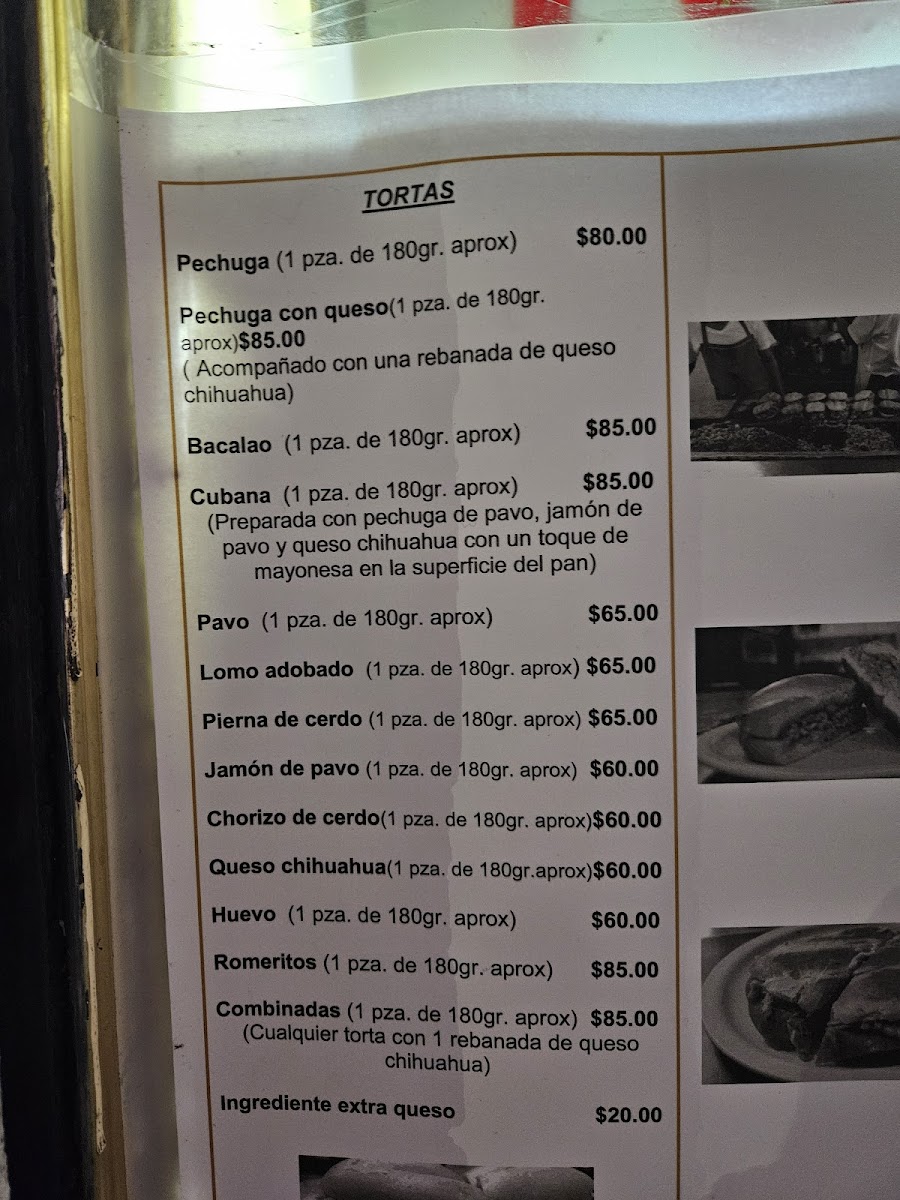 TORTAS
Pechuga (1 pza. de 180gr. aprox) $80.00
Pechuga con queso(1 pza. de 180gr.
aprox)$85.00
( Acompañado con una rebanada de queso
chihuahua)
Bacalao (1 pza. de 180gr. aprox) $85.00
Cubana (1 pza. de 180gr. aprox) $85.00
(Preparada con pechuga de pavo, jamón de
pavo y queso chihuahua con un toque de
mayonesa en la superficie del pan)
Pavo (1 pza. de 180gr. aprox) $65.00
Lomo adobado (1 pza. de 180gr. aprox) $65.00
Pierna de cerdo (1 pza. de 180gr. aprox) $65.00
Jamón de pavo (1 pza. de 180gr. aprox) $60.00
Chorizo de cerdo(1 pza. de 180gr. aprox)$60.00
Queso chihuahua(1 pza. de 180gr.aprox)$60.00
Huevo (1 pza. de 180gr. aprox) $60.00
Romeritos (1 pza. de 180gr. aprox) $85.00
Combinadas (1 pza. de 180gr. aprox) $85.00
(Cualquier torta con 1 rebanada de queso
chihuahua)
Ingrediente extra queso $20.00